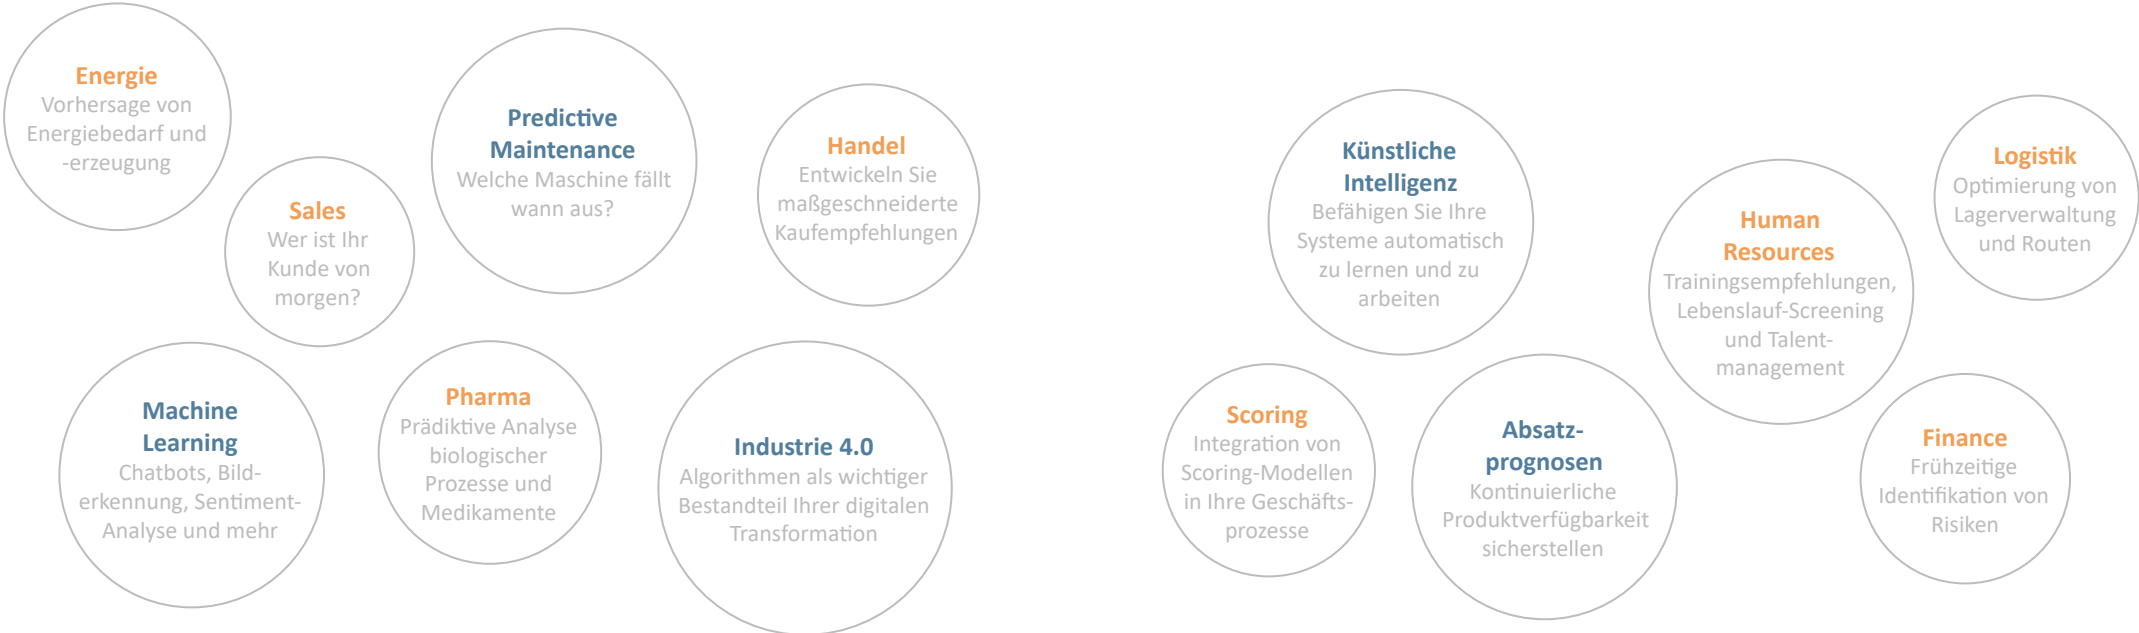 Energie
Vorhersage von
Energiebedarf und
-erzeugung
Sales
Wer ist Ihr
Kunde von
morgen?
Predictive
Maintenance
Welche Maschine fällt
wann aus?
Handel
Entwickeln Sie
maßgeschneiderte
Kaufempfehlungen
Machine
Learning
Chatbots, Bild-
erkennung, Sentiment-
Analyse und mehr
Pharma
Prädiktive Analyse
biologischer
Prozesse und
Medikamente
Industrie 4.0
Algorithmen als wichtiger
Bestandteil Ihrer digitalen
Transformation
Künstliche
Intelligenz
Befähigen Sie Ihre
Systeme automatisch
zu lernen und zu
arbeiten
Human
Resources
Trainingsempfehlungen,
Lebenslauf-Screening
und Talent-
management
Logistik
Optimierung von
Lagerverwaltung
und Routen
Scoring
Integration von
Scoring-Modellen
in Ihre Geschäfts-
prozesse
Absatz-
prognosen
Kontinuierliche
Produktverfügbarkeit
sicherstellen
Finance
Frühzeitige
Identifikation von
Risiken